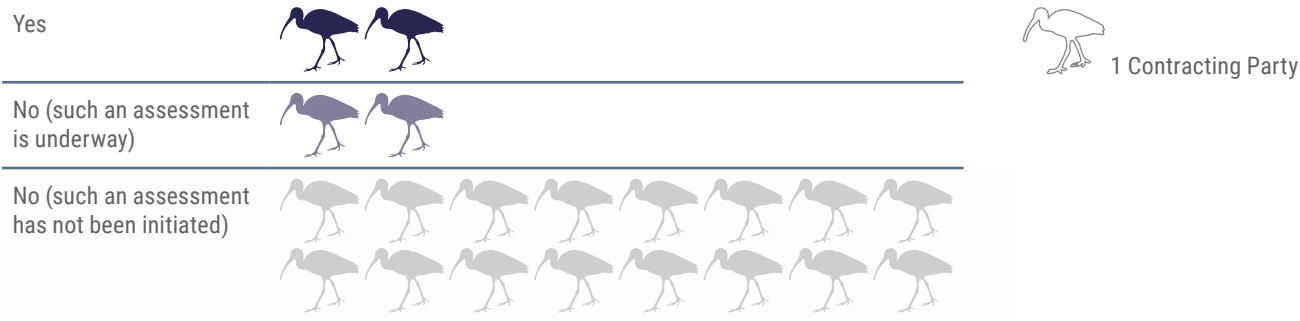 Yes
1 Contracting Party
No (such an assessment
is underway)
No (such an assessment
has not been initiated)